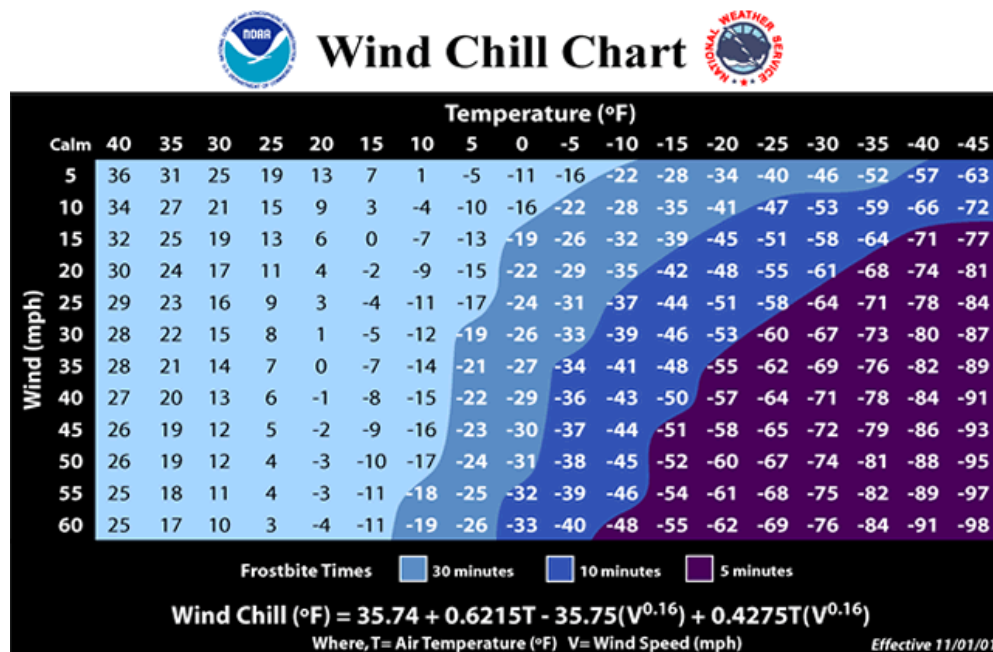 NOAA
Wind Chill Chart
NATIONAL WEATHER SERVICE
Temperature (ºF)
Calm 40 35 30 25 20 15 10 5 0 -5 -10 -15 -20 -25 -30 -35 -40 -45
Wind (mph)
5 36 31 25 19 13 7 1 -5 -11 -16 -22 -28 -34 -40 -46 -52 -57 -63
10 34 27 21 15 9 3 -4 -10 -16 -22 -28 -35 -41 -47 -53 -59 -66 -72
15 32 25 19 13 6 0 -7 -13 -19 -26 -32 -39 -45 -51 -58 -64 -71 -77
20 30 24 17 11 4 -2 -9 -15 -22 -29 -35 -42 -48 -55 -61 -68 -74 -81
25 29 23 16 9 3 -4 -11 -17 -24 -31 -37 -44 -51 -58 -64 -71 -78 -84
30 28 22 15 8 1 -5 -12 -19 -26 -33 -39 -46 -53 -60 -67 -73 -80 -87
35 28 21 14 7 0 -7 -14 -21 -27 -34 -41 -48 -55 -62 -69 -76 -82 -89
40 27 20 13 6 -1 -8 -15 -22 -29 -36 -43 -50 -57 -64 -71 -78 -84 -91
45 26 19 12 5 -2 -9 -16 -23 -30 -37 -44 -51 -58 -65 -72 -79 -86 -93
50 26 19 12 4 -3 -10 -17 -24 -31 -38 -45 -52 -60 -67 -74 -81 -88 -95
55 25 18 11 4 -3 -11 -18 -25 -32 -39 -46 -54 -61 -68 -75 -82 -89 -97
60 25 17 10 3 -4 -11 -19 -26 -33 -40 -48 -55 -62 -69 -76 -84 -91 -98
Frostbite Times 30 minutes 10 minutes 5 minutes
Wind Chill (ºF) = 35.74 + 0.6215T - 35.75(V^0.16) + 0.4275T(V^0.16)
Where, T= Air Temperature (ºF) V= Wind Speed (mph)
Effective 11/01/01